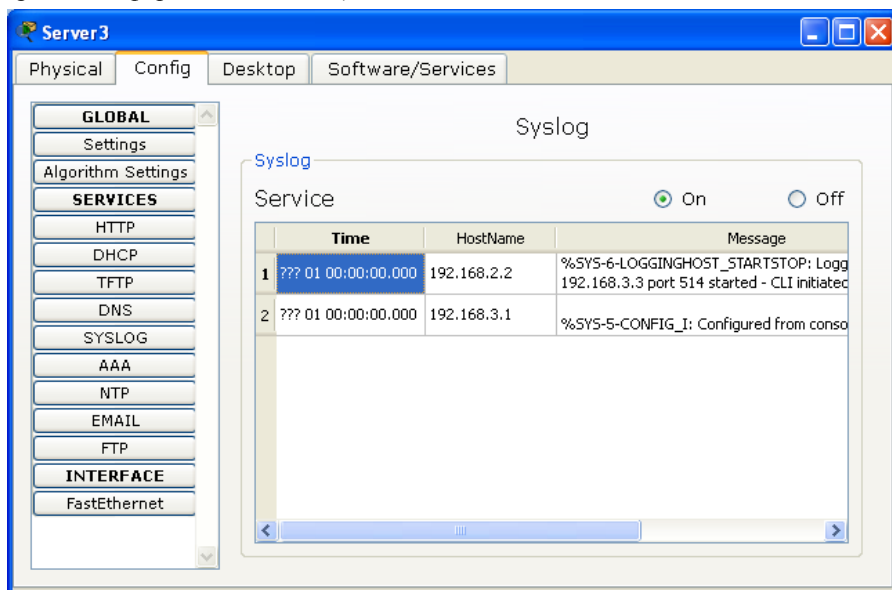 Server3
Physical Config Desktop Software/Services
GLOBAL
Settings
Algorithm Settings
SERVICES
HTTP
DHCP
TFTP
DNS
SYSLOG
AAA
NTP
EMAIL
FTP
INTERFACE
FastEthernet
Syslog
Syslog
Service On Off
Time HostName Message
1 ??? 01 00:00:00.000 192.168.2.2 %SYS-6-LOGGINGHOST_STARTSTOP: Logg
192.168.3.3 port 514 started - CLI initiated
2 ??? 01 00:00:00.000 192.168.3.1 %SYS-5-CONFIG_I: Configured from conso